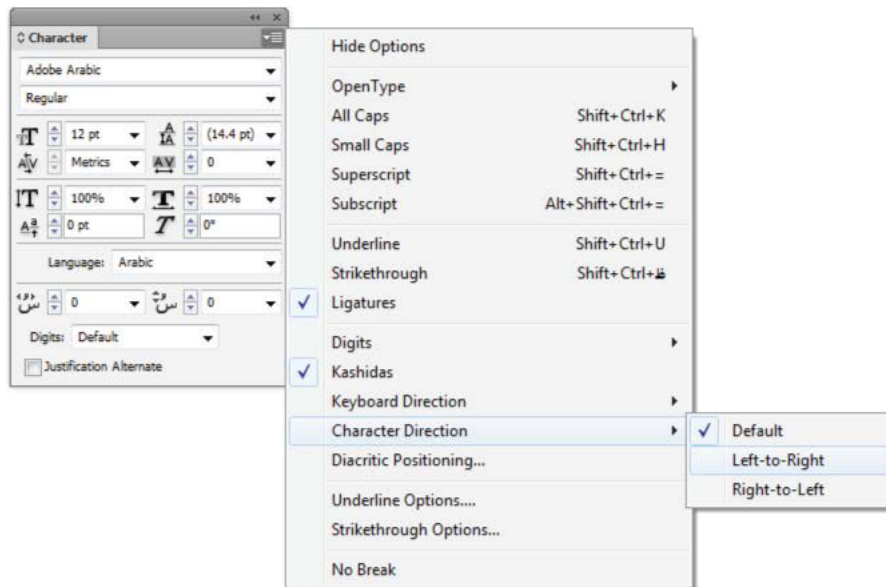 Character
Adobe Arabic
Regular
12 pt
(14.4 pt)
Metrics
0
100%
100%
0 pt
0°
Language: Arabic
0
0
Digits: Default
Justification Alternate
Hide Options
OpenType
All Caps Shift+Ctrl+K
Small Caps Shift+Ctrl+H
Superscript Shift+Ctrl+=
Subscript Alt+Shift+Ctrl+=
Underline Shift+Ctrl+U
Strikethrough Shift+Ctrl+
Ligatures
Digits
Kashidas
Keyboard Direction
Character Direction
Diacritic Positioning...
Underline Options....
Strikethrough Options...
No Break
Default
Left-to-Right
Right-to-Left